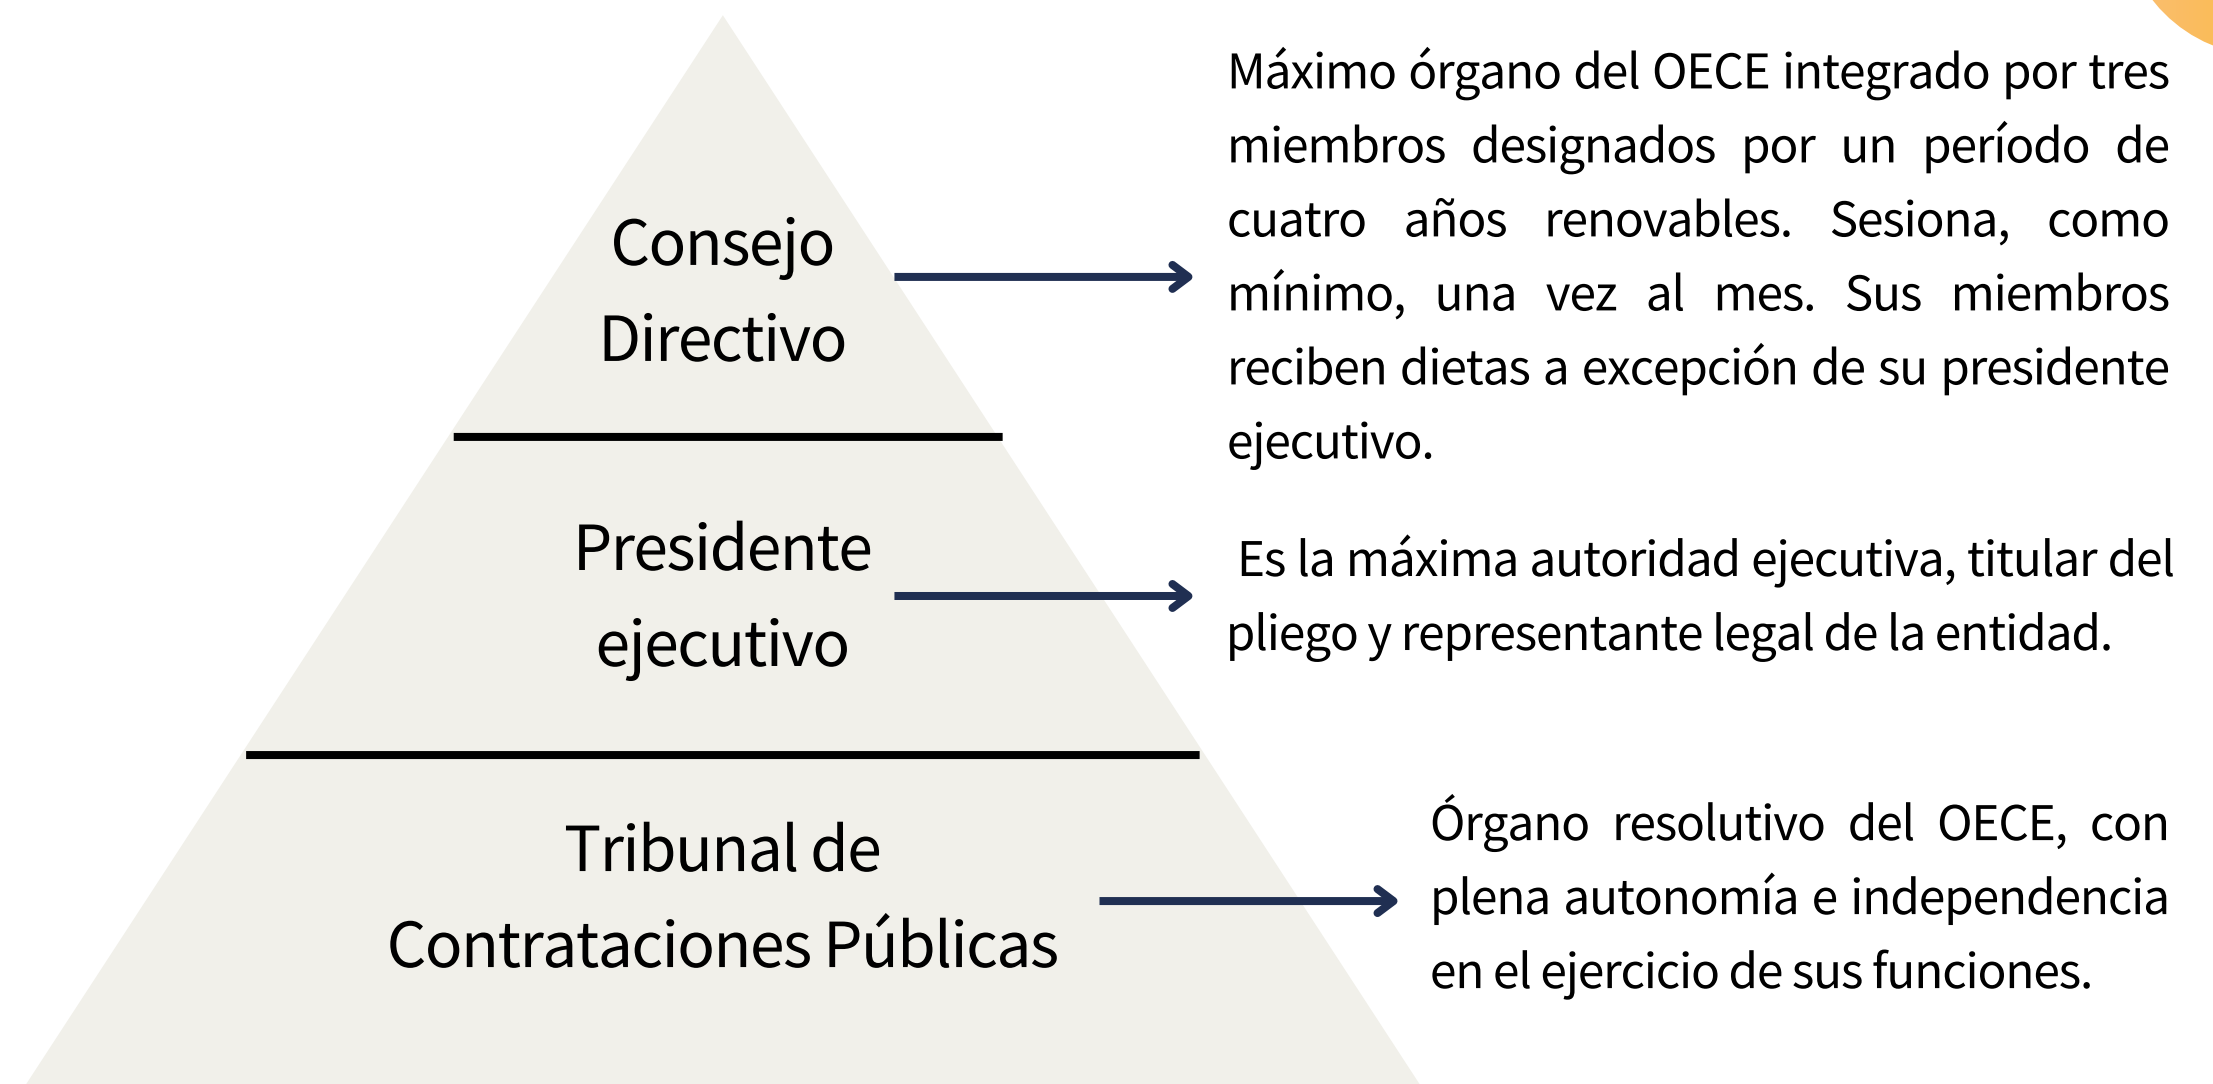 Consejo
Directivo
Máximo órgano del OECE integrado por tres
miembros designados por un período de
cuatro años renovables. Sesiona, como
mínimo, una vez al mes. Sus miembros
reciben dietas a excepción de su presidente
ejecutivo.
Presidente
ejecutivo
Es la máxima autoridad ejecutiva, titular del
pliego y representante legal de la entidad.
Tribunal de
Contrataciones Públicas
Órgano resolutivo del OECE, con
plena autonomía e independencia
en el ejercicio de sus funciones.